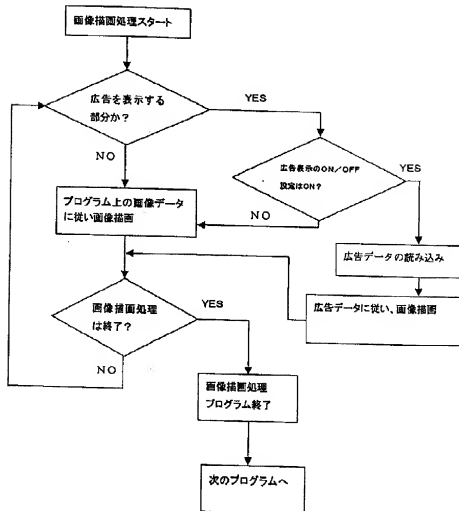 画像描画処理スタート
広告を表示する
部分か？
YES
NO
広告表示のON／OFF
設定はON？
YES
NO
プログラム上の画像データ
に従い画像描画
広告データの読み込み
広告データに従い、画像描画
画像描画処理
は終了？
YES
NO
画像描画処理
プログラム終了
次のプログラムへ